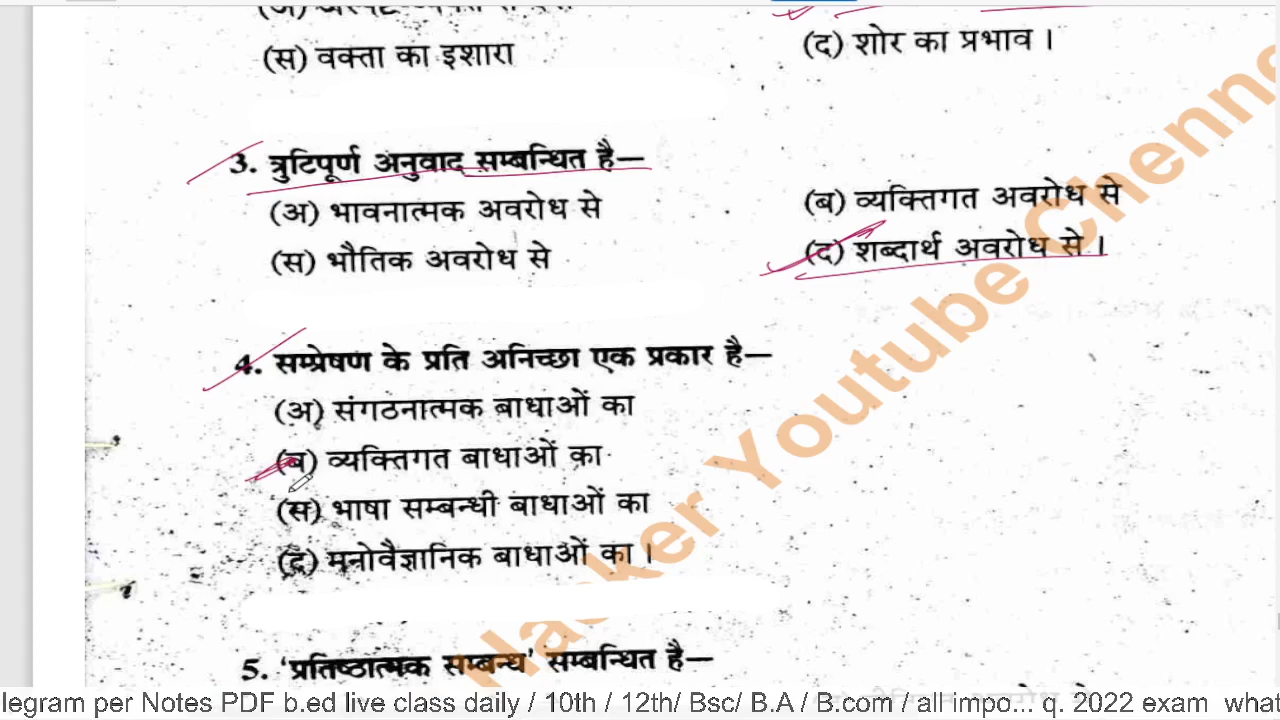 (स) वक्ता का इशारा
(द) शोर का प्रभाव ।
3. त्रुटिपूर्ण अनुवाद सम्बन्धित है—
(अ) भावनात्मक अवरोध से
(ब) व्यक्तिगत अवरोध से
(स) भौतिक अवरोध से
(द) शब्दार्थ अवरोध से ।
4. सम्प्रेषण के प्रति अनिच्छा एक प्रकार है—
(अ) संगठनात्मक बाधाओं का
(ब) व्यक्तिगत बाधाओं का
(स) भाषा सम्बन्धी बाधाओं का
(द) मनोवैज्ञानिक बाधाओं का ।
5. 'प्रतिष्ठात्मक सम्बन्ध' सम्बन्धित है—
Youtube Chenne
legram per Notes PDF b.ed live class daily / 10th / 12th/ Bsc/ B.A / B.com / all impo... q. 2022 exam what